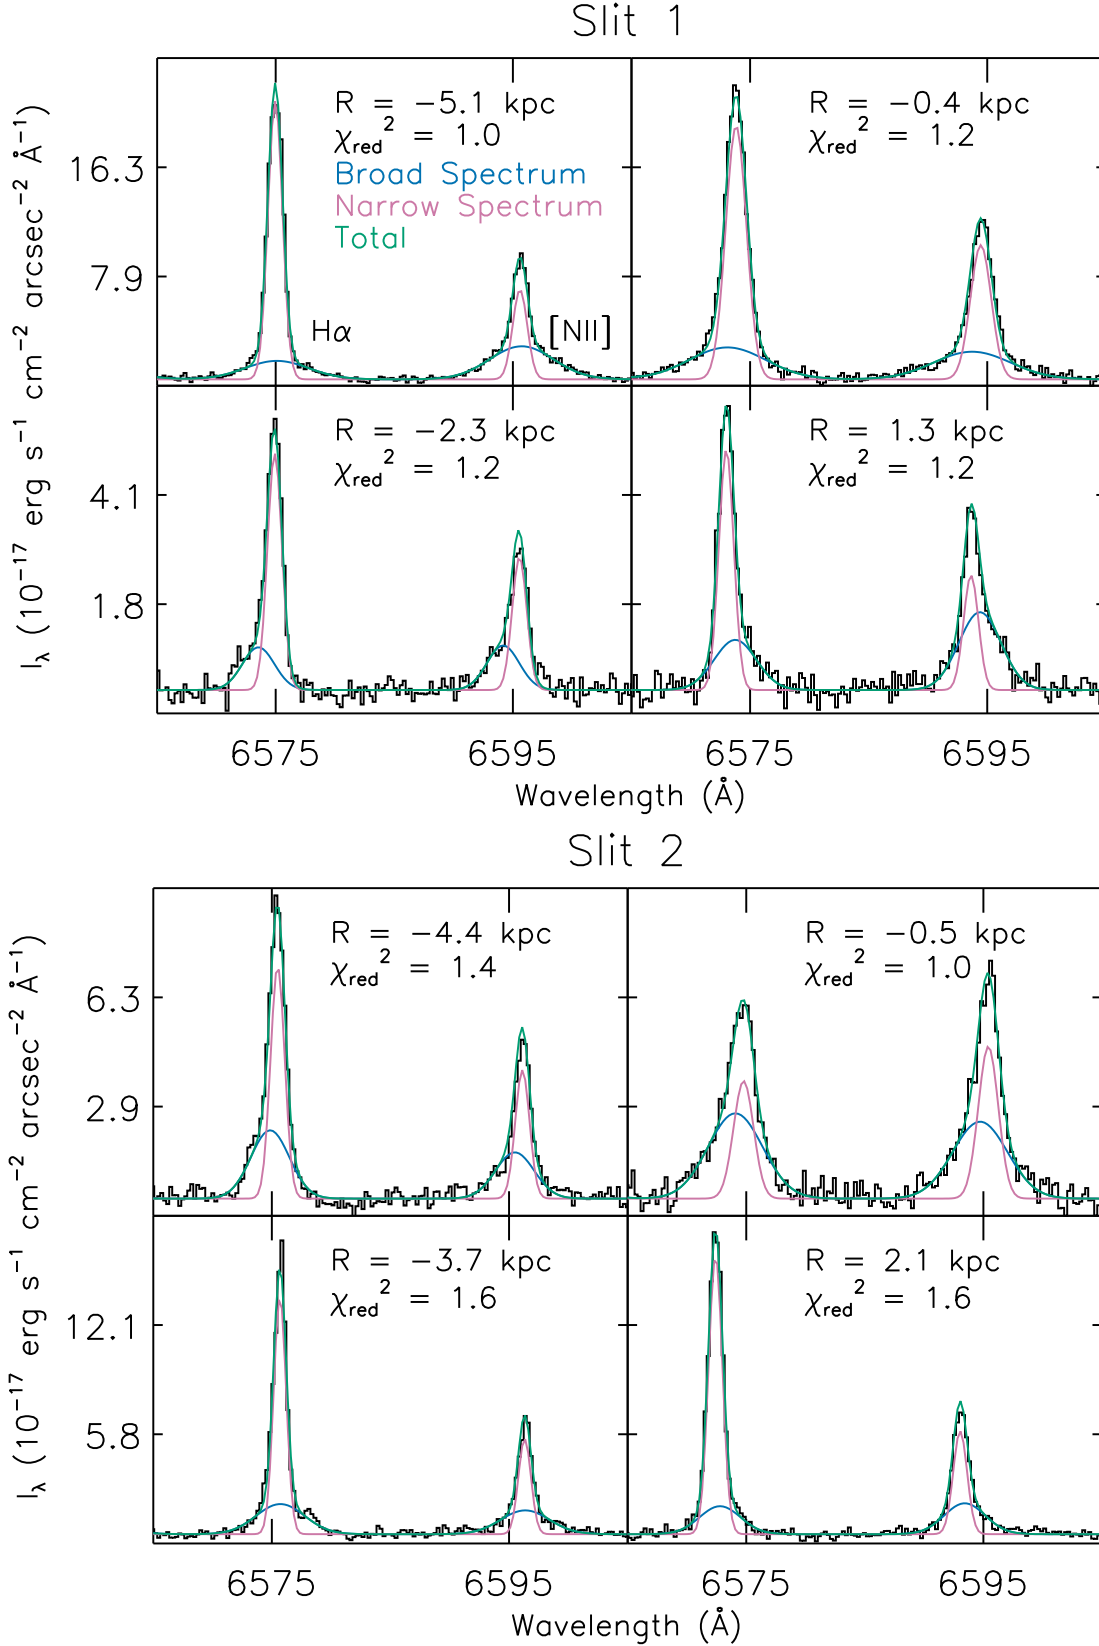 Slit 1
R = −5.1 kpc
χred² = 1.0
Broad Spectrum
Narrow Spectrum
Total
Hα
[NII]
R = −0.4 kpc
χred² = 1.2
16.3
7.9
R = −2.3 kpc
χred² = 1.2
R = 1.3 kpc
χred² = 1.2
4.1
1.8
Iλ (10⁻¹⁷ erg s⁻¹ cm⁻² arcsec⁻² Å⁻¹)
6575 6595 6575 6595
Wavelength (Å)
Slit 2
R = −4.4 kpc
χred² = 1.4
R = −0.5 kpc
χred² = 1.0
6.3
2.9
R = −3.7 kpc
χred² = 1.6
R = 2.1 kpc
χred² = 1.6
12.1
5.8
Iλ (10⁻¹⁷ erg s⁻¹ cm⁻² arcsec⁻² Å⁻¹)
6575 6595 6575 6595
Wavelength (Å)